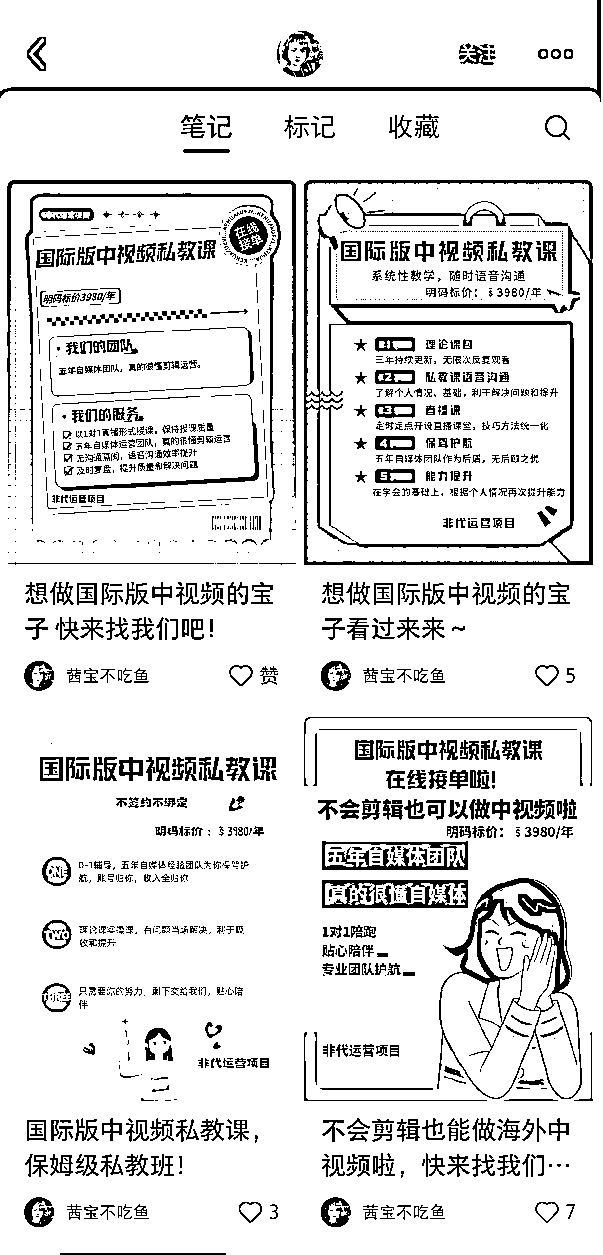 关注
笔记 标记 收藏
在线
接单
国际版中视频私教课
明码标价3980/年
· 我们的团队
五年自媒体团队，真的很懂剪辑运营。
· 我们的服务
以1对1直播形式授课，保持授课质量
五年自媒体运营团队，真的很懂剪辑运营
无沟通隔阂，语音沟通效率提升
及时复盘，提升质量和解决问题
非代运营项目
想做国际版中视频的宝
子 快来找我们吧！
茜宝不吃鱼 赞
国际版中视频私教课
系统性教学，随时语音沟通
明码标价：$3980/年
理论课目
三年持续更新，无限次反复观看
私教课语音沟通
了解个人情况、基础，利于解决问题和提升
直播课
定时定点开设直播课堂，技巧方法统一化
保驾护航
五年自媒体团队作为后盾，无后顾之忧
能力提升
在学会的基础上，根据个人情况再次提升能力
非代运营项目
想做国际版中视频的宝
子看过来来～
茜宝不吃鱼 5
国际版中视频私教课
不签约不绑定
明码标价：$3980/年
ONE
0-1辅导，五年自媒体经验团队为你保驾护
航，账号归你，收入全归你
TWO
理论课+直播课，有问题当场解决，利于吸
收和提升
THREE
只需要你的努力，剩下交给我们，贴心陪
伴
非代运营项目
国际版中视频私教课，
保姆级私教班！
茜宝不吃鱼 3
国际版中视频私教课
在线接单啦!
不会剪辑也可以做中视频啦
明码标价：$3980/年
五年自媒体团队
真的很懂自媒体
1对1陪跑
贴心陪伴
专业团队护航
非代运营项目
不会剪辑也能做海外中
视频啦，快来找我们…
茜宝不吃鱼 7